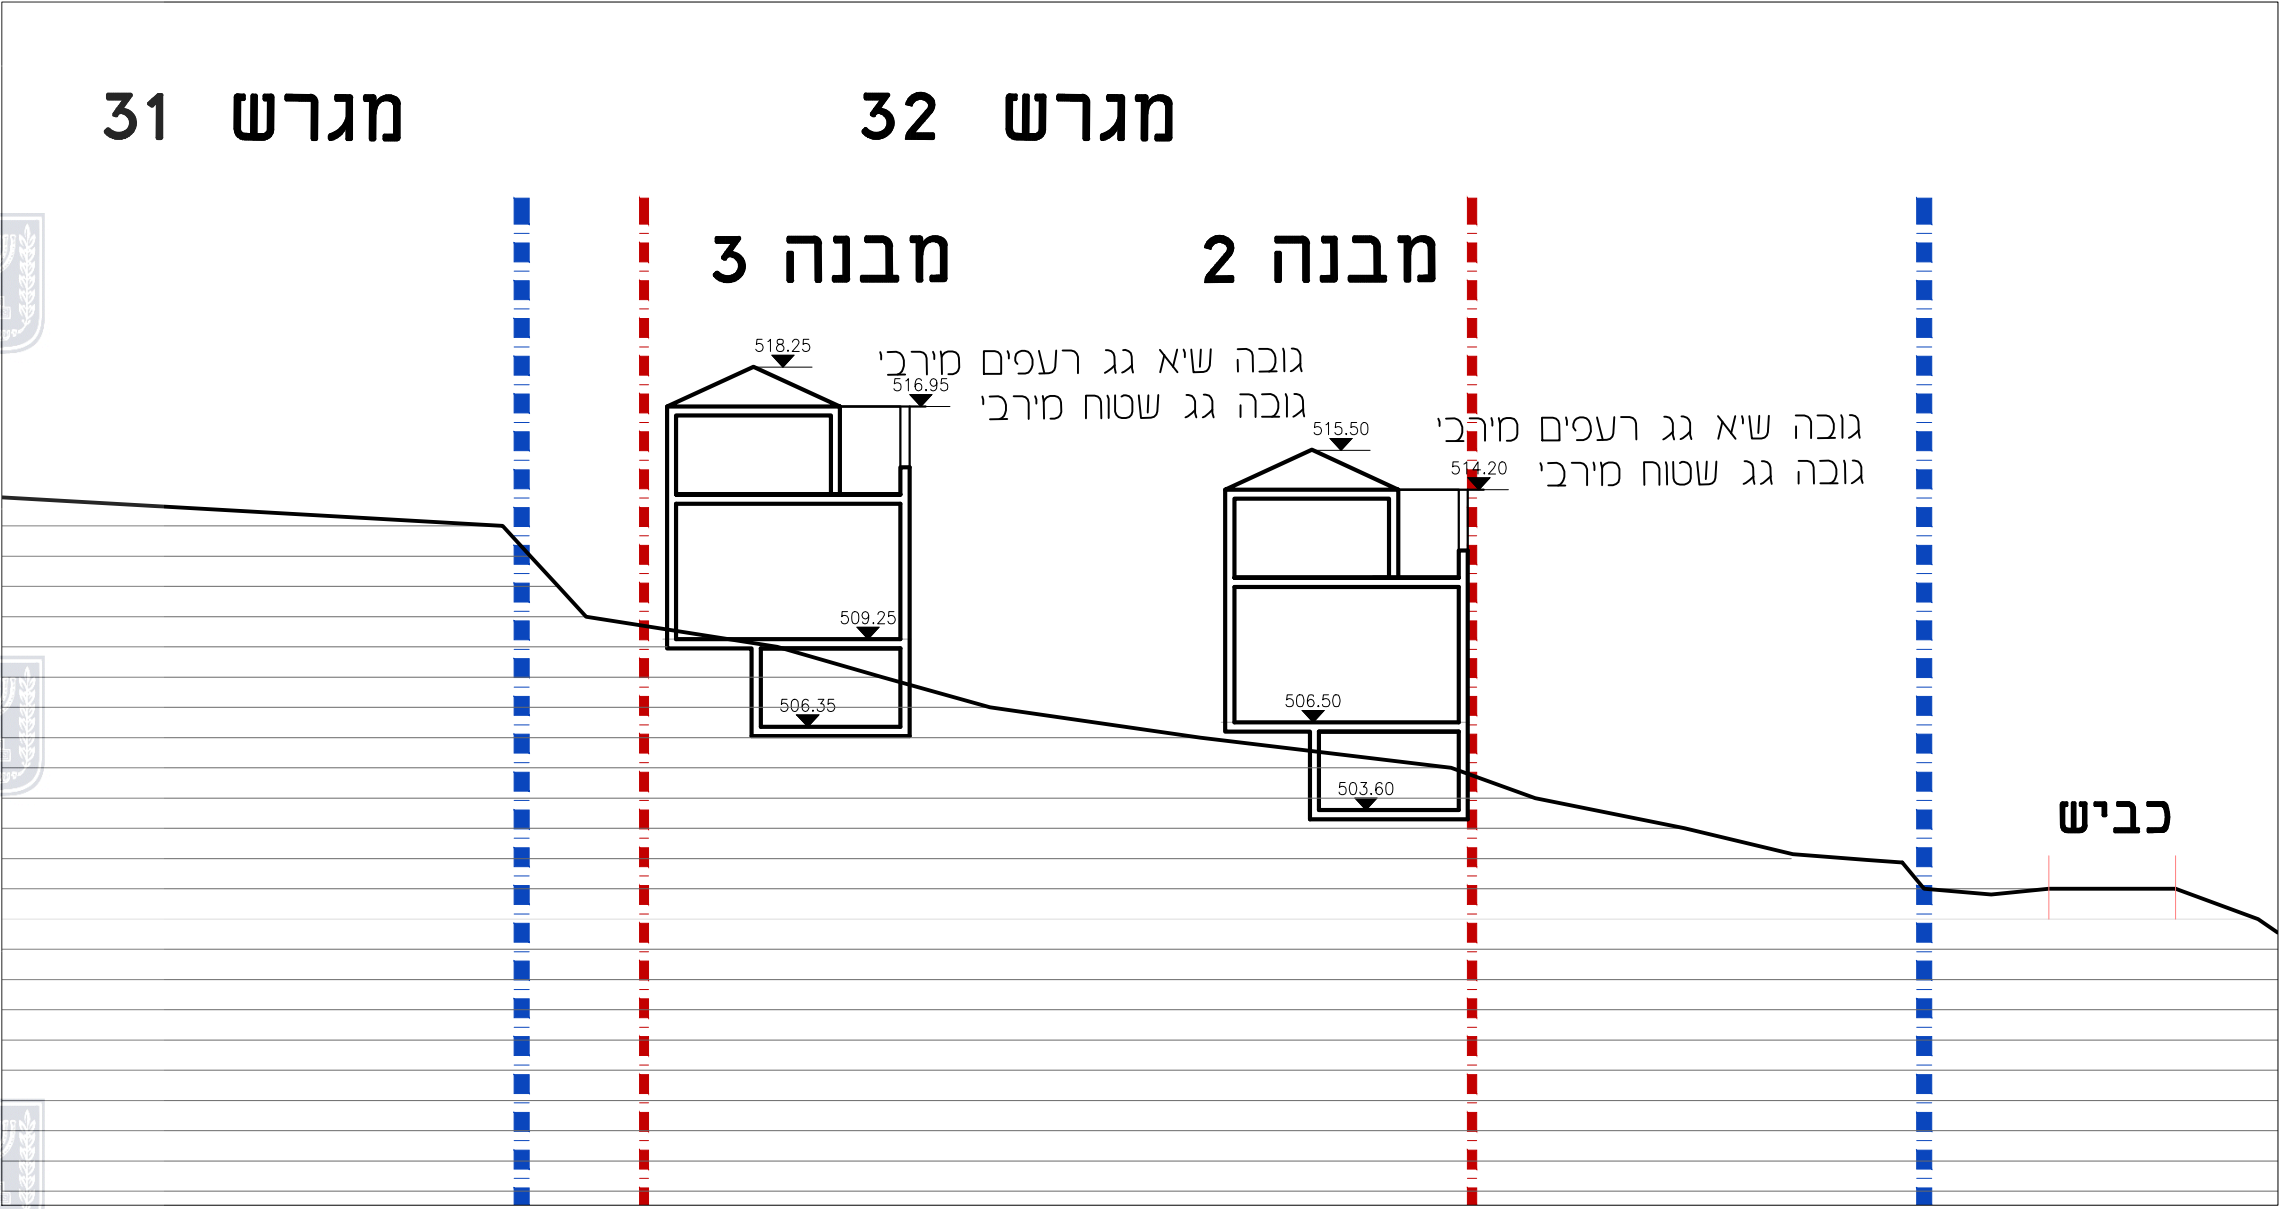 מגרש 32
מגרש 31
מבנה 2
מבנה 3
518.25
גובה שיא גג רעפים מירבי
516.95
גובה גג שטוח מירבי
515.50
גובה שיא גג רעפים מירבי
514.20
גובה גג שטוח מירבי
509.25
506.35
506.50
503.60
כביש